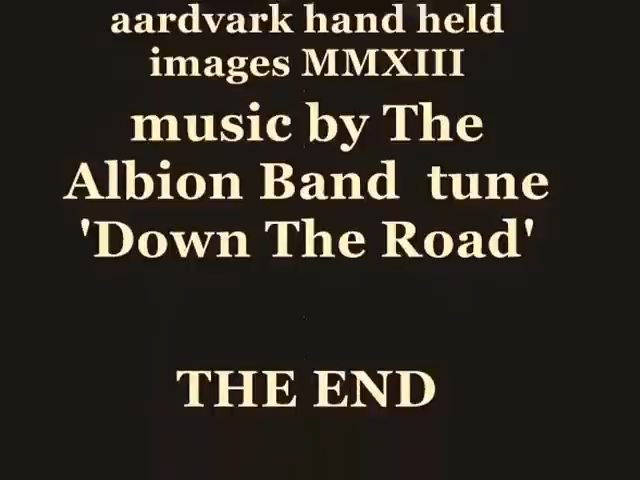 aardvark hand held
images MMXIII
music by The
Albion Band tune
'Down The Road'
THE END